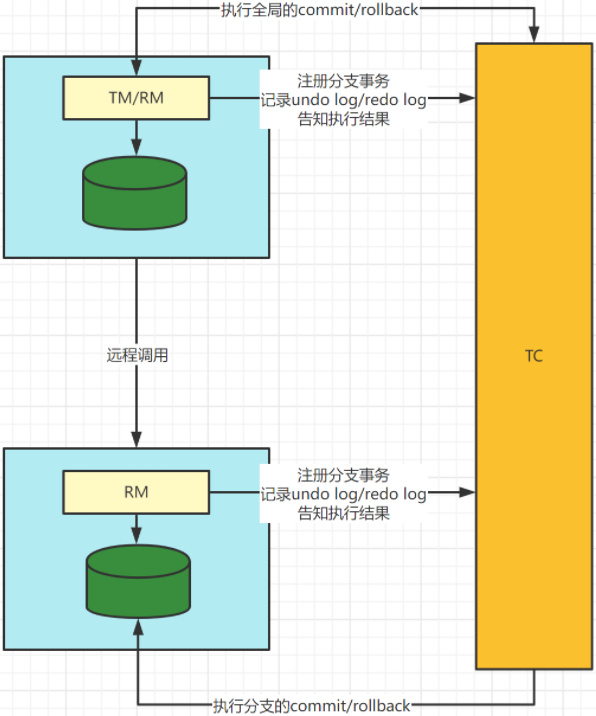 执行全局的commit/rollback
TM/RM
注册分支事务
记录undo log/redo log
告知执行结果
远程调用
TC
RM
注册分支事务
记录undo log/redo log
告知执行结果
执行分支的commit/rollback